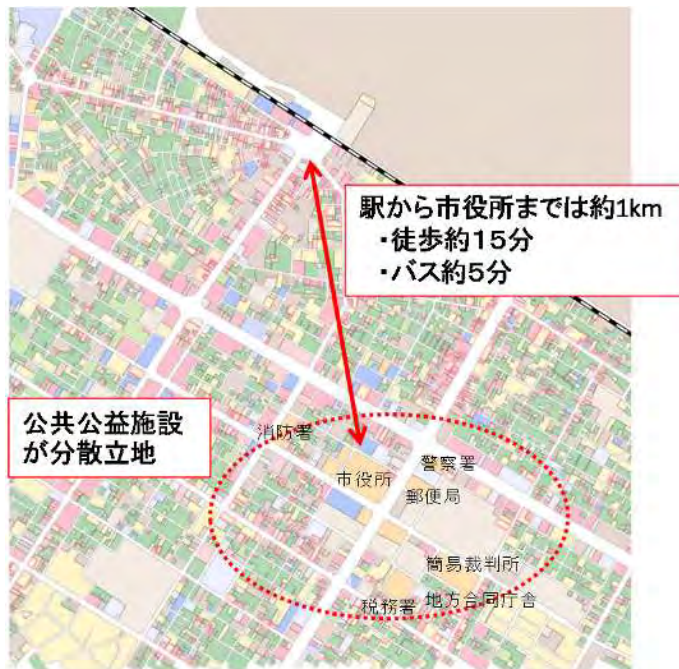 駅から市役所までは約1km
・徒歩約15分
・バス約5分
公共公益施設
が分散立地
消防署
警察署
市役所
郵便局
簡易裁判所
税務署
地方合同庁舎